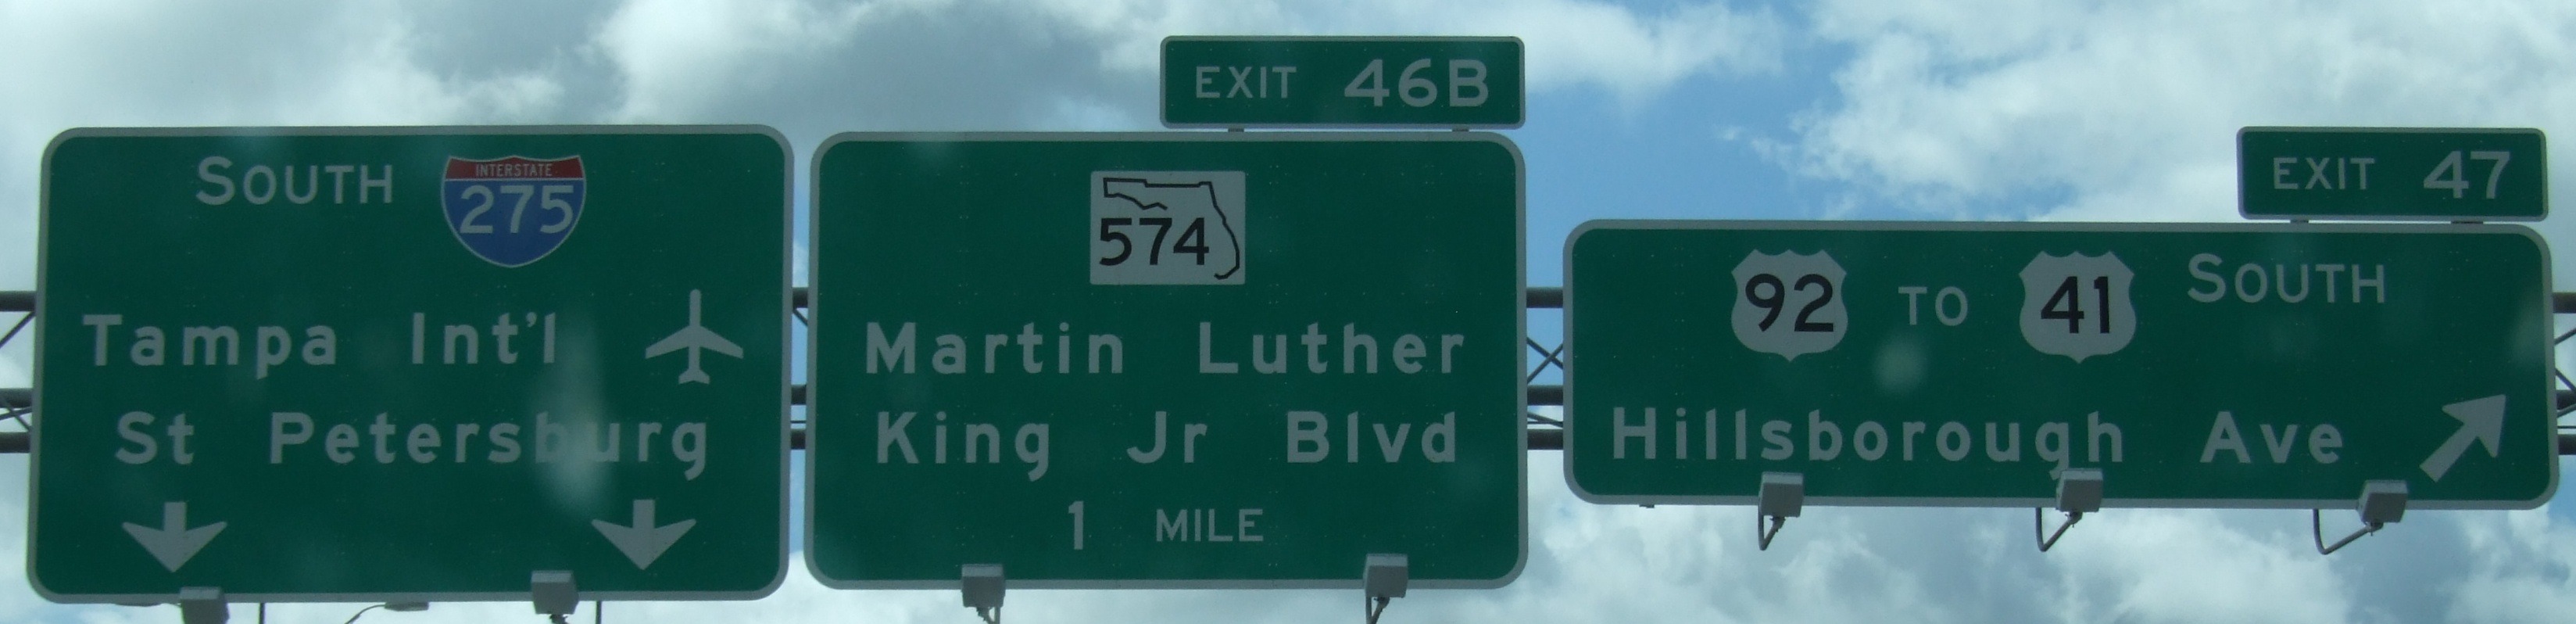 SOUTH INTERSTATE 275
Tampa Int'l
St Petersburg
EXIT 46B
574
Martin Luther
King Jr Blvd
1 MILE
EXIT 47
92 TO 41 SOUTH
Hillsborough Ave